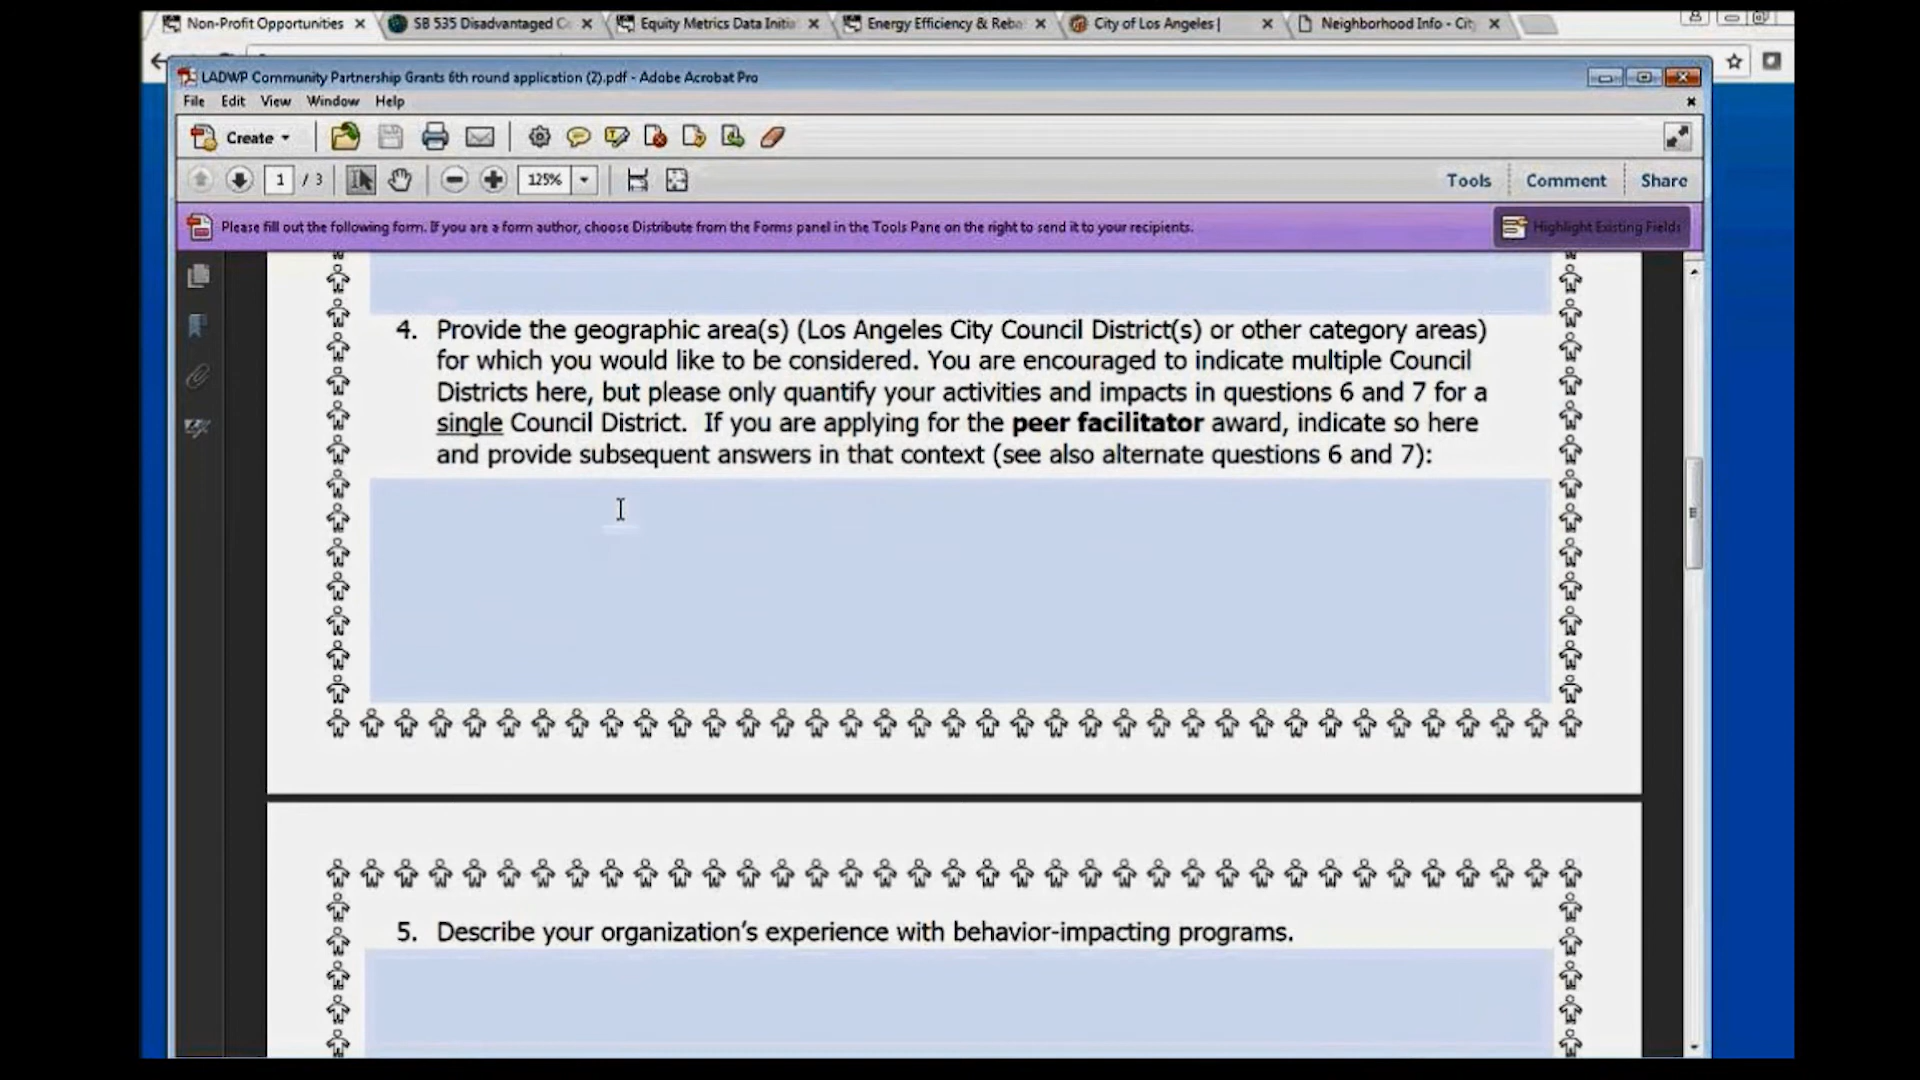 Non-Profit Opportunities
SB 535 Disadvantaged Co
Equity Metrics Data Initia
Energy Efficiency & Reba
City of Los Angeles |
Neighborhood Info - City
LADWP Community Partnership Grants 6th round application (2).pdf - Adobe Acrobat Pro
File Edit View Window Help
Create
1 / 3 125% Tools Comment Share
Please fill out the following form. If you are a form author, choose Distribute from the Forms panel in the Tools Pane on the right to send it to your recipients.
Highlight Existing Fields
4. Provide the geographic area(s) (Los Angeles City Council District(s) or other category areas)
for which you would like to be considered. You are encouraged to indicate multiple Council
Districts here, but please only quantify your activities and impacts in questions 6 and 7 for a
single Council District. If you are applying for the peer facilitator award, indicate so here
and provide subsequent answers in that context (see also alternate questions 6 and 7):
5. Describe your organization's experience with behavior-impacting programs.